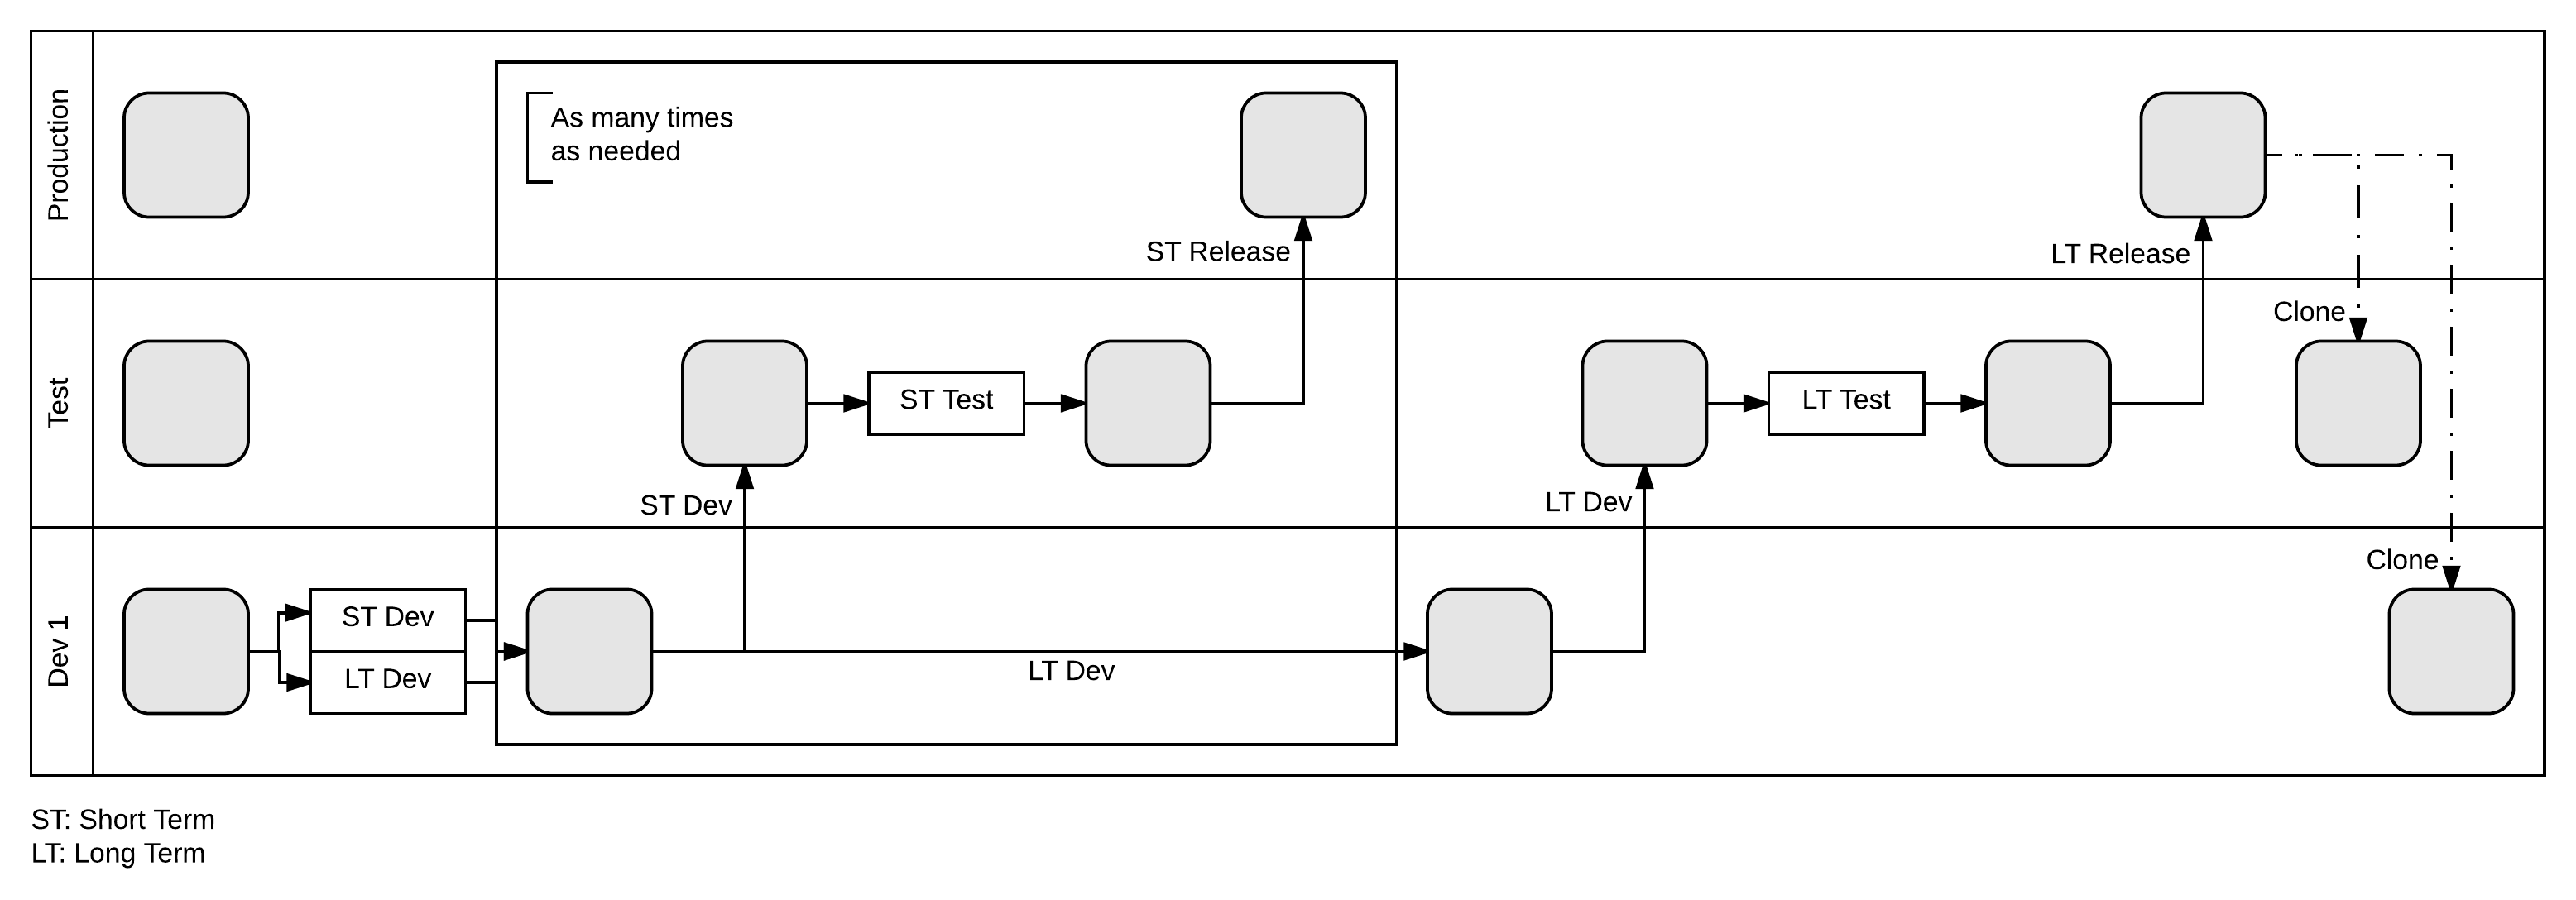 Production
As many times
as needed
ST Release
LT Release
Test
Clone
ST Test
LT Test
ST Dev
LT Dev
Dev 1
Clone
ST Dev
LT Dev
LT Dev
ST: Short Term
LT: Long Term